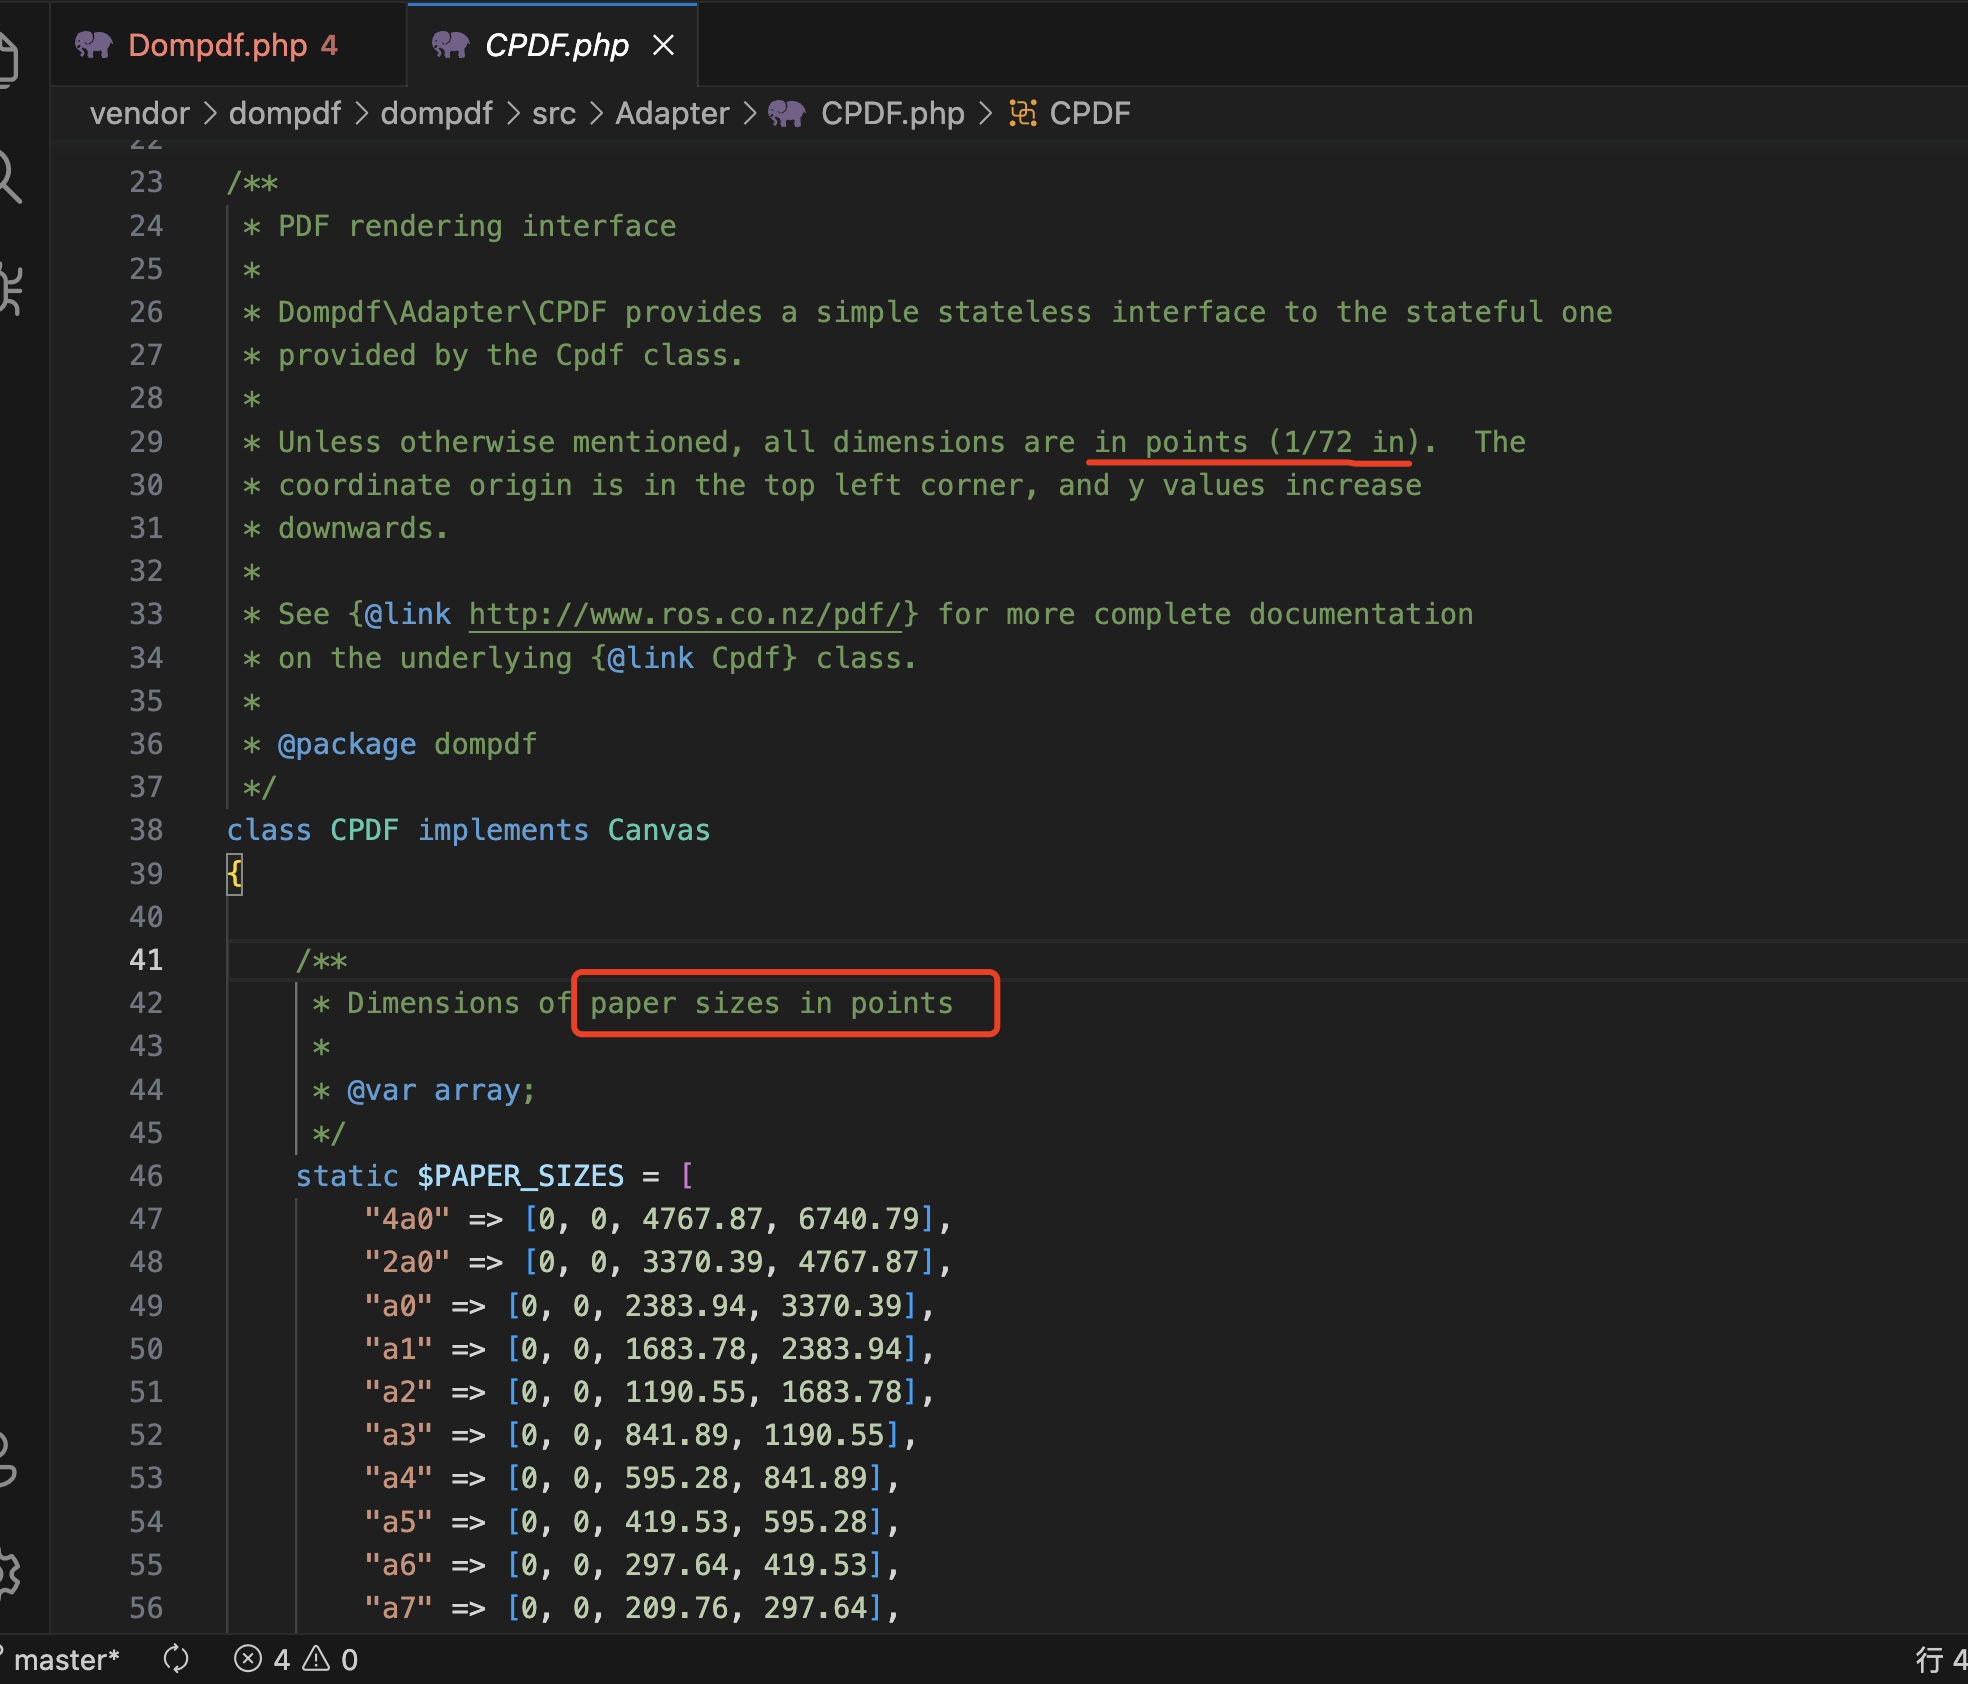 Dompdf.php 4 CPDF.php
vendor > dompdf > dompdf > src > Adapter > CPDF.php > CPDF
22
23 /**
24 * PDF rendering interface
25 *
26 * Dompdf\Adapter\CPDF provides a simple stateless interface to the stateful one
27 * provided by the Cpdf class.
28 *
29 * Unless otherwise mentioned, all dimensions are in points (1/72 in).  The
30 * coordinate origin is in the top left corner, and y values increase
31 * downwards.
32 *
33 * See {@link http://www.ros.co.nz/pdf/} for more complete documentation
34 * on the underlying {@link Cpdf} class.
35 *
36 * @package dompdf
37 */
38 class CPDF implements Canvas
39 {
40
41 /**
42 * Dimensions of paper sizes in points
43 *
44 * @var array;
45 */
46 static $PAPER_SIZES = [
47 "4a0" => [0, 0, 4767.87, 6740.79],
48 "2a0" => [0, 0, 3370.39, 4767.87],
49 "a0" => [0, 0, 2383.94, 3370.39],
50 "a1" => [0, 0, 1683.78, 2383.94],
51 "a2" => [0, 0, 1190.55, 1683.78],
52 "a3" => [0, 0, 841.89, 1190.55],
53 "a4" => [0, 0, 595.28, 841.89],
54 "a5" => [0, 0, 419.53, 595.28],
55 "a6" => [0, 0, 297.64, 419.53],
56 "a7" => [0, 0, 209.76, 297.64],
master* 4 0 行 4